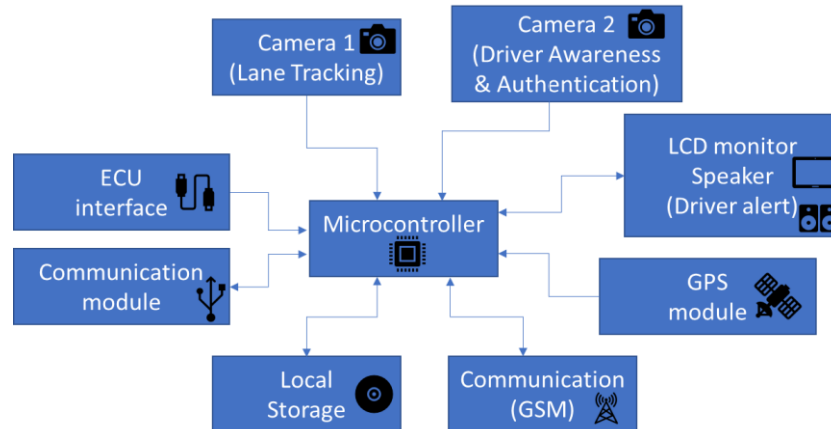 Camera 1
(Lane Tracking)
Camera 2
(Driver Awareness
& Authentication)
ECU
interface
LCD monitor
Speaker
(Driver alert)
Microcontroller
Communication
module
GPS
module
Local
Storage
Communication
(GSM)